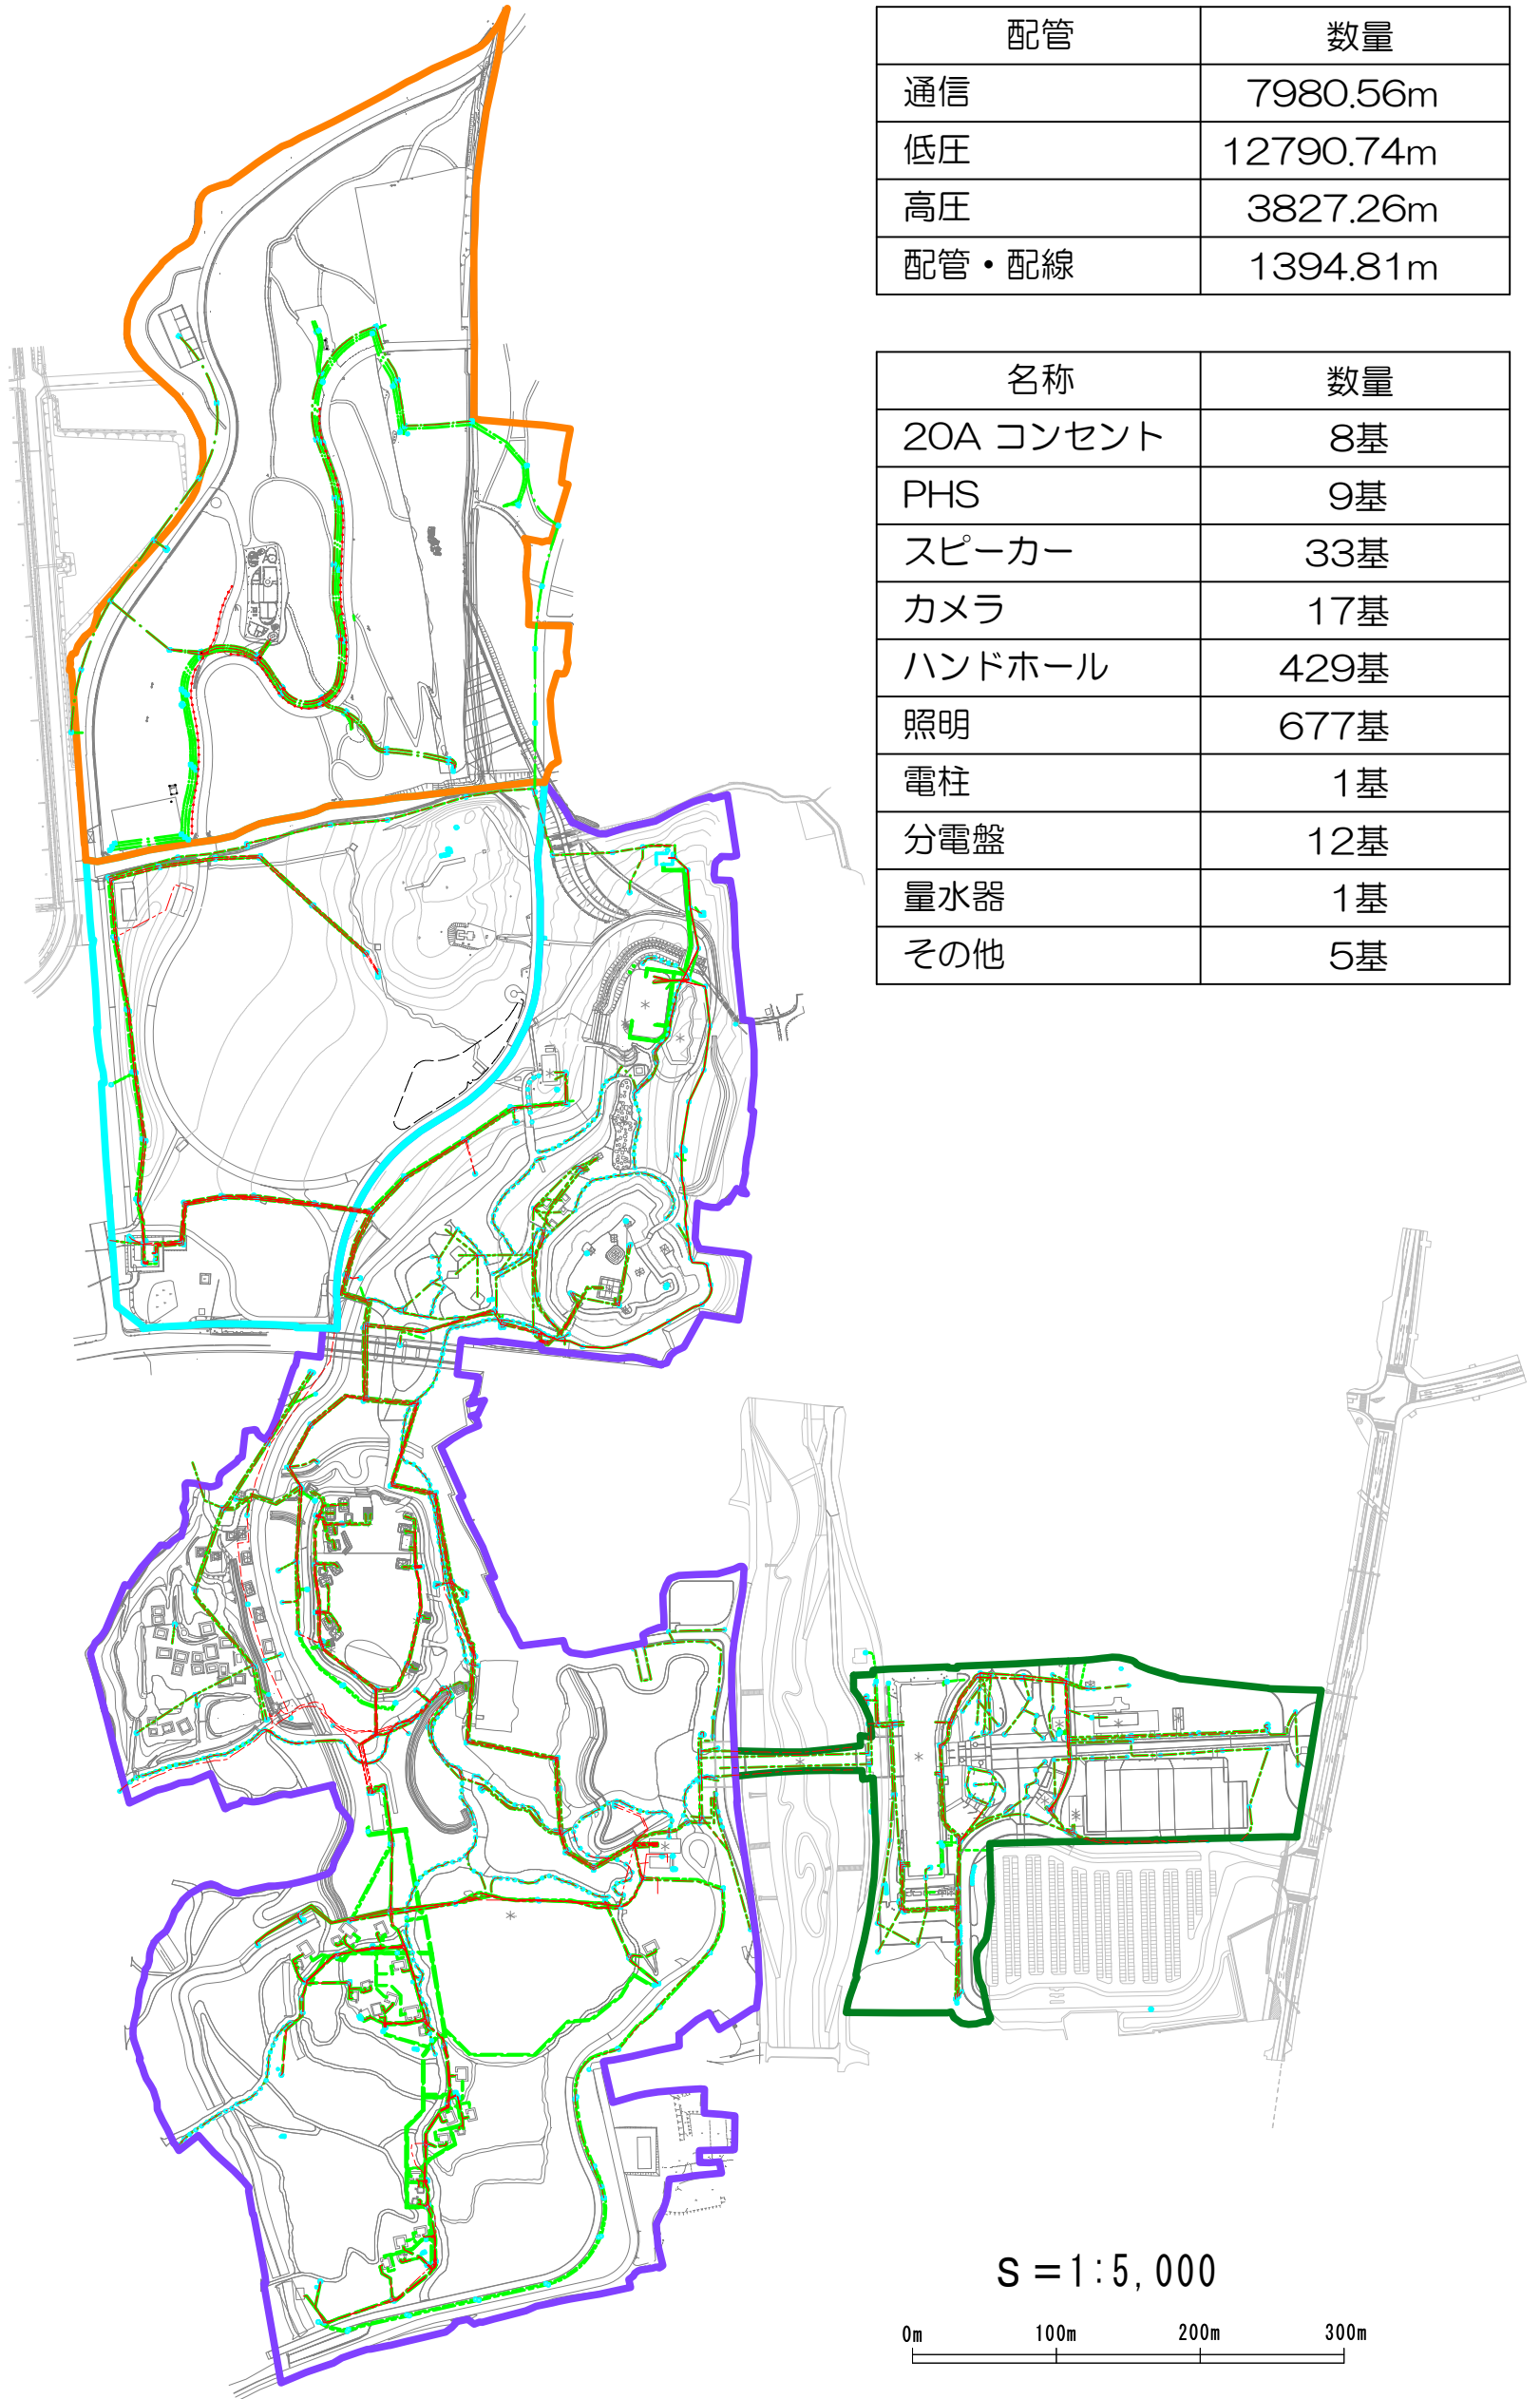 配管 数量
通信 7980.56m
低圧 12790.74m
高圧 3827.26m
配管・配線 1394.81m
名称 数量
20A コンセント 8基
PHS 9基
スピーカー 33基
カメラ 17基
ハンドホール 429基
照明 677基
電柱 1基
分電盤 12基
量水器 1基
その他 5基
S=1:5,000
0m 100m 200m 300m